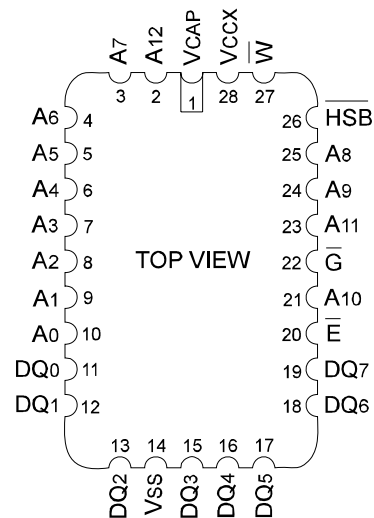 A7 A12 VCAP VCCX W̅
3 2 1 28 27
A6 4 26 H̅S̅B̅
A5 5 25 A8
A4 6 24 A9
A3 7 23 A11
A2 8 TOP VIEW 22 G̅
A1 9 21 A10
A0 10 20 E̅
DQ0 11 19 DQ7
DQ1 12 18 DQ6
13 14 15 16 17
DQ2 VSS DQ3 DQ4 DQ5